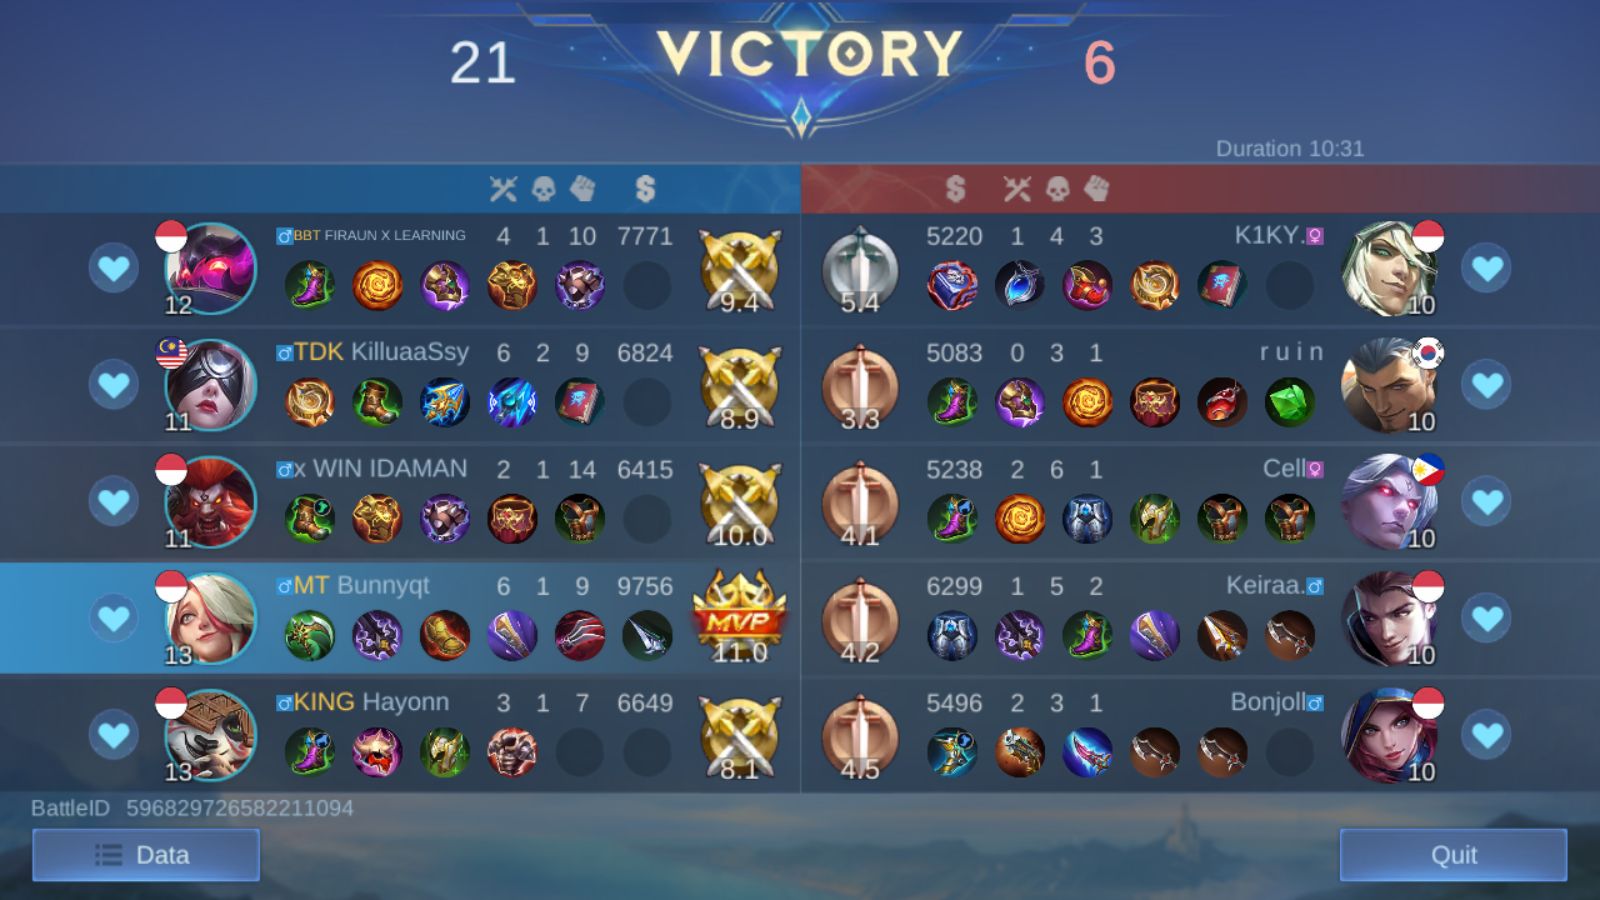 21 VICTORY 6
Duration 10:31
BBT FIRAUN X LEARNING 4 1 10 7771
12 9.4
5220 1 4 3 K1KY.
5.4 10
TDK KilluaaSsy 6 2 9 6824
11 8.9
5083 0 3 1 r u i n
3.3 10
x WIN IDAMAN 2 1 14 6415
11 10.0
5238 2 6 1 Cell
4.1 10
MT Bunnyqt 6 1 9 9756
MVP
13 11.0
6299 1 5 2 Keiraa.
4.2 10
KING Hayonn 3 1 7 6649
13 8.1
5496 2 3 1 Bonjoll
4.5 10
BattleID 596829726582211094
Data
Quit